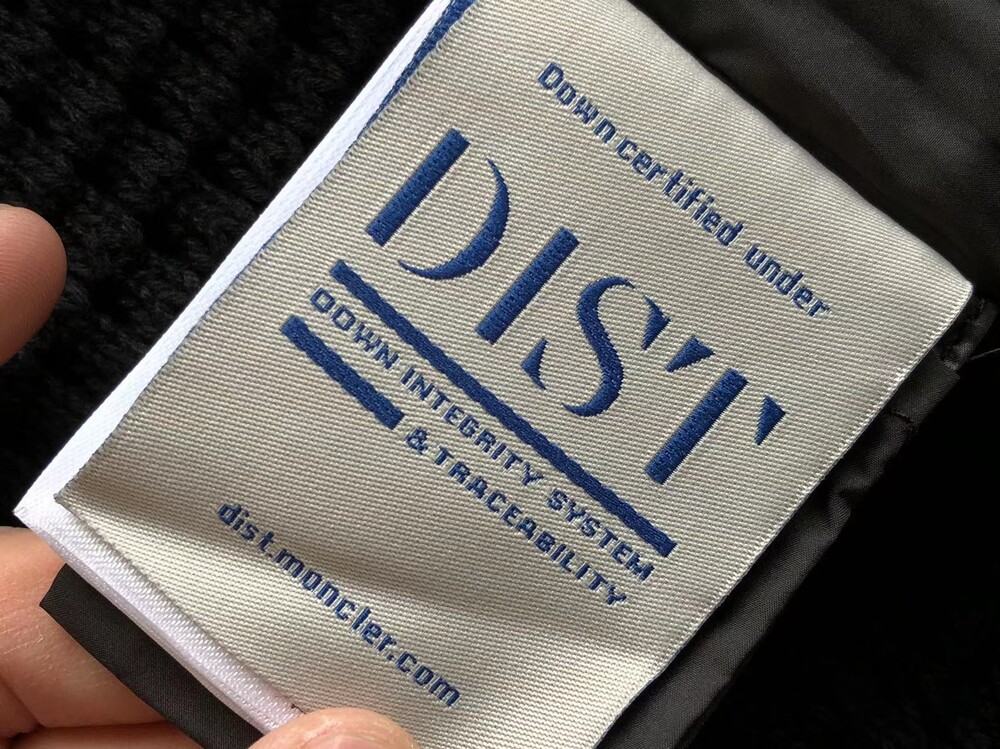 Down certified under
DIST
DOWN INTEGRITY SYSTEM
& TRACEABILITY
dist.moncler.com